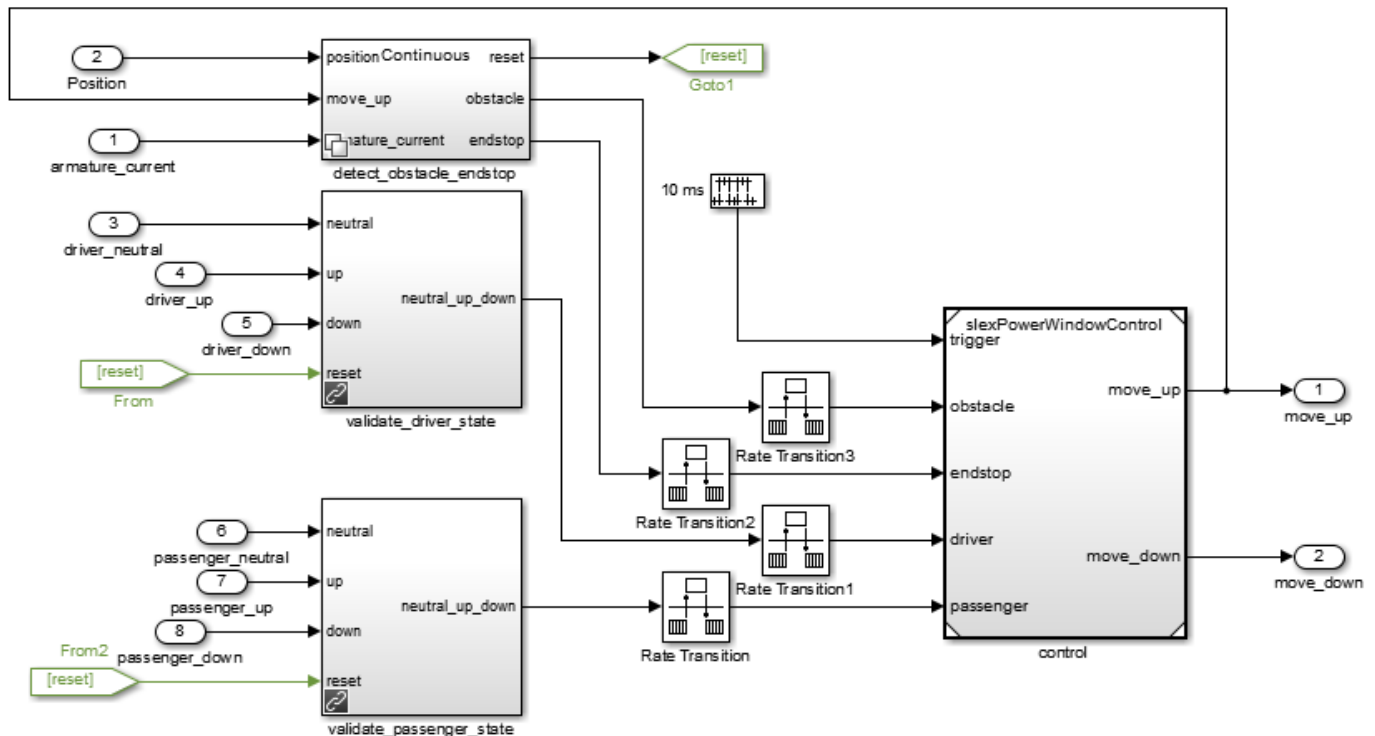 2
Position
1
armature_current
position
Continuous
reset
move_up
obstacle
nature_current
endstop
detect_obstacle_endstop
[reset]
Goto1
10 ms
3
driver_neutral
4
driver_up
5
driver_down
[reset]
From
neutral
up
neutral_up_down
down
reset
validate_driver_state
6
passenger_neutral
7
passenger_up
8
passenger_down
From2
[reset]
neutral
up
neutral_up_down
down
reset
validate_passenger_state
Rate Transition3
Rate Transition2
Rate Transition1
Rate Transition
slexPowerWindowControl
trigger
move_up
obstacle
endstop
driver
move_down
passenger
control
1
move_up
2
move_down